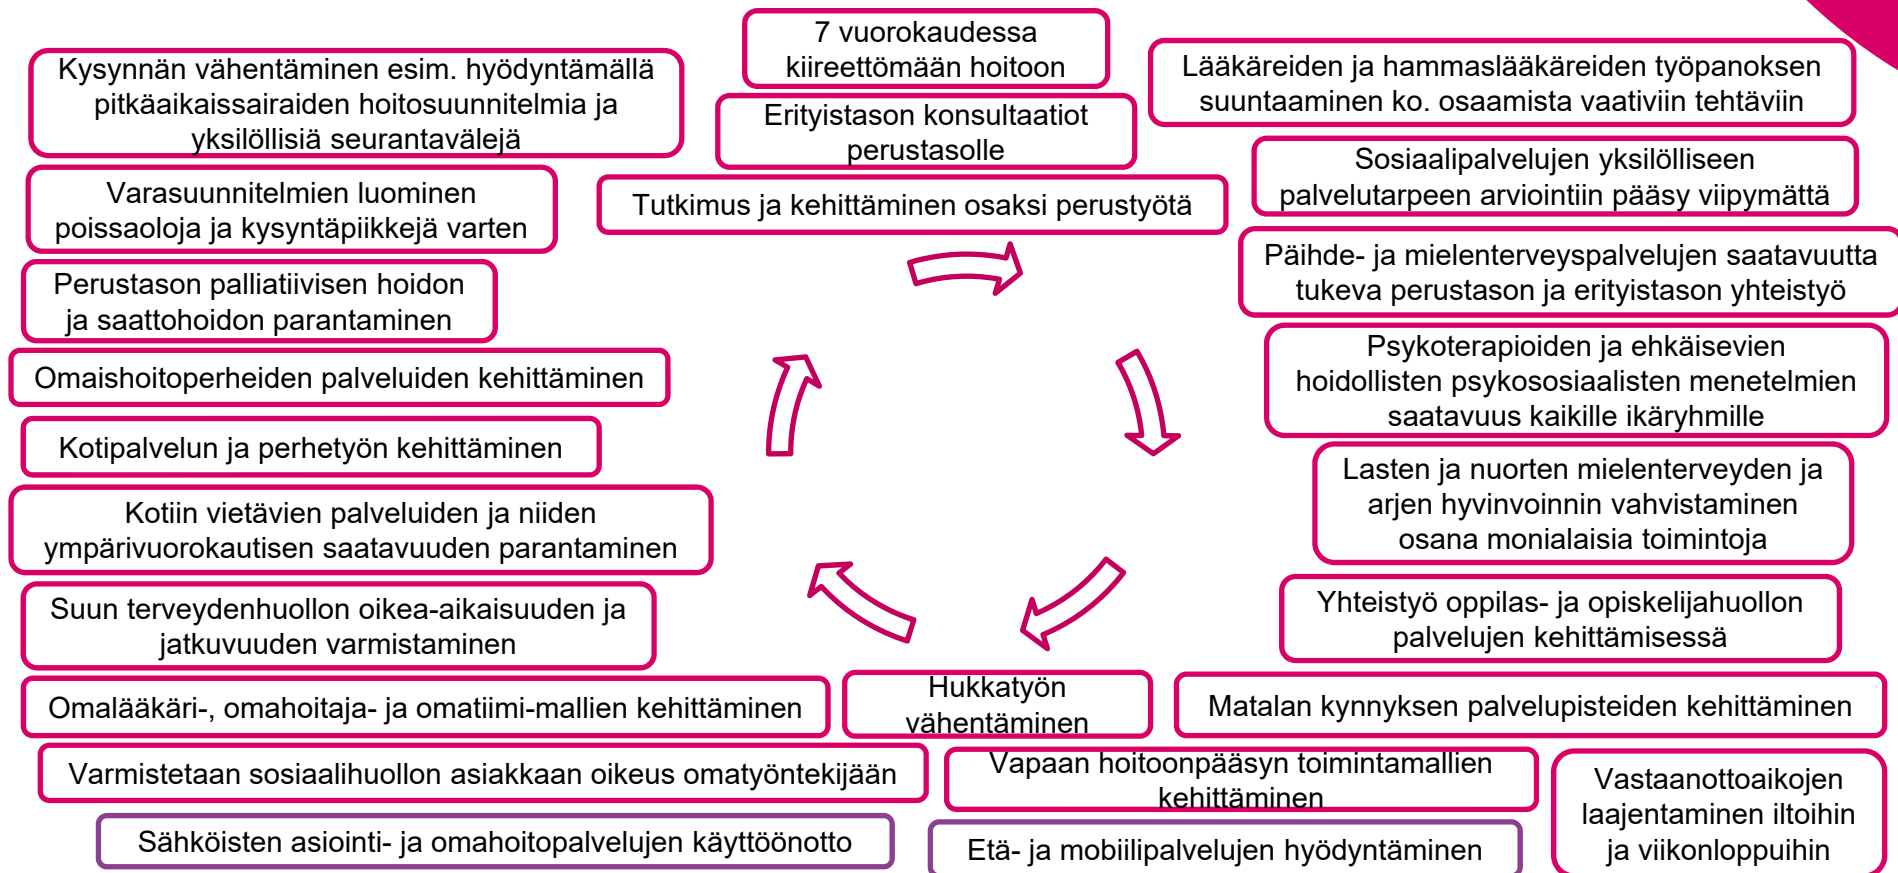 7 vuorokaudessa
kiireettömään hoitoon
Erityistason konsultaatiot
perustasolle
Tutkimus ja kehittäminen osaksi perustyötä
Lääkäreiden ja hammaslääkäreiden työpanoksen
suuntaaminen ko. osaamista vaativiin tehtäviin
Sosiaalipalvelujen yksilölliseen
palvelutarpeen arviointiin pääsy viipymättä
Päihde- ja mielenterveyspalvelujen saatavuutta
tukeva perustason ja erityistason yhteistyö
Psykoterapioiden ja ehkäisevien
hoidollisten psykososiaalisten menetelmien
saatavuus kaikille ikäryhmille
Lasten ja nuorten mielenterveyden ja
arjen hyvinvoinnin vahvistaminen
osana monialaisia toimintoja
Yhteistyö oppilas- ja opiskelijahuollon
palvelujen kehittämisessä
Matalan kynnyksen palvelupisteiden kehittäminen
Vastaanottoaikojen
laajentaminen iltoihin
ja viikonloppuihin
Vapaan hoitoonpääsyn toimintamallien
kehittäminen
Etä- ja mobiilipalvelujen hyödyntäminen
Hukkatyön
vähentäminen
Sähköisten asiointi- ja omahoitopalvelujen käyttöönotto
Varmistetaan sosiaalihuollon asiakkaan oikeus omatyöntekijään
Omalääkäri-, omahoitaja- ja omatiimi-mallien kehittäminen
Suun terveydenhuollon oikea-aikaisuuden ja
jatkuvuuden varmistaminen
Kotiin vietävien palveluiden ja niiden
ympärivuorokautisen saatavuuden parantaminen
Kotipalvelun ja perhetyön kehittäminen
Omaishoitoperheiden palveluiden kehittäminen
Perustason palliatiivisen hoidon
ja saattohoidon parantaminen
Varasuunnitelmien luominen
poissaoloja ja kysyntäpiikkejä varten
Kysynnän vähentäminen esim. hyödyntämällä
pitkäaikaissairaiden hoitosuunnitelmia ja
yksilöllisiä seurantavälejä